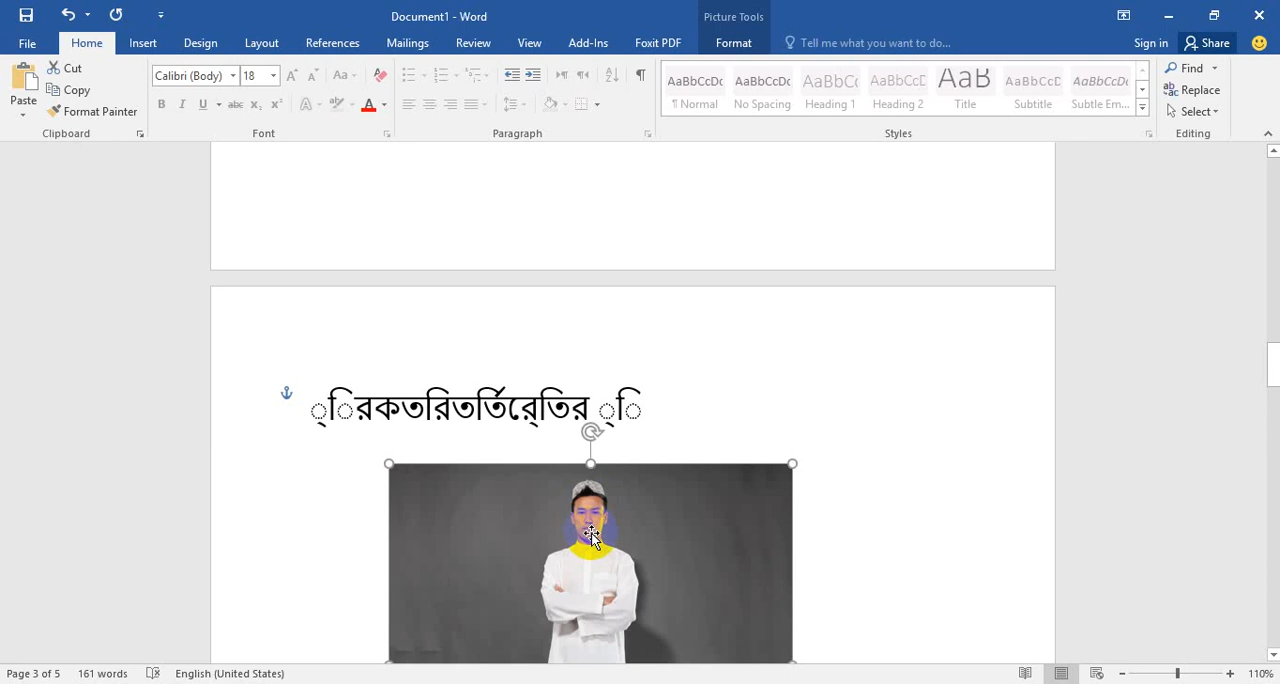 Document1 - Word
Picture Tools
File
Home
Insert
Design
Layout
References
Mailings
Review
View
Add-Ins
Foxit PDF
Format
Tell me what you want to do...
Sign in
Share
Paste
Cut
Copy
Format Painter
Clipboard
Calibri (Body)
18
Font
Paragraph
AaBbCcDc
¶ Normal
AaBbCcDc
No Spacing
AaBbCc
Heading 1
AaBbCcD
Heading 2
AaB
Title
AaBbCcD
Subtitle
AaBbCcDc
Subtle Em...
Styles
Find
Replace
Select
Editing
Page 3 of 5
161 words
English (United States)
110%